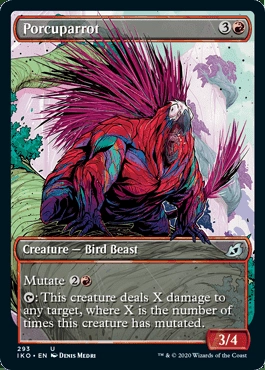 Porcuparrot 3
Creature — Bird Beast
Mutate 2
: This creature deals X damage to
any target, where X is the number of
times this creature has mutated.
3/4
293 U
IKO • EN DENIS MEDRI ™ & © 2020 Wizards of the Coast